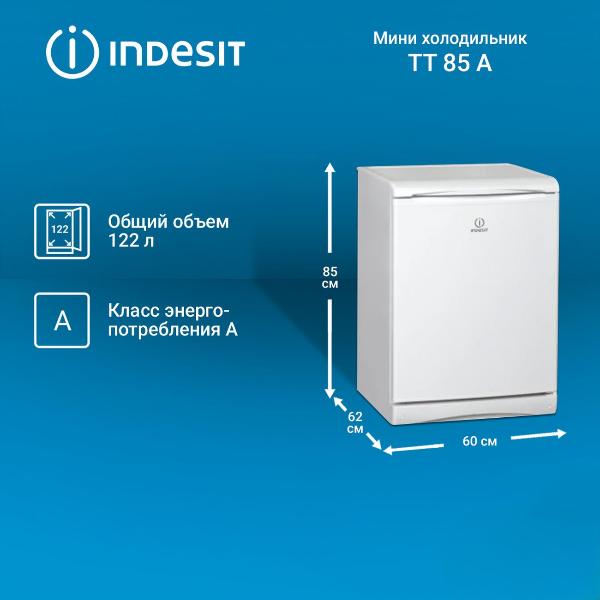 INDESIT
Мини холодильник
TT 85 A
122
Общий объем
122 л
A
Класс энерго-
потребления А
INDESIT
85
см
62
см
60 см